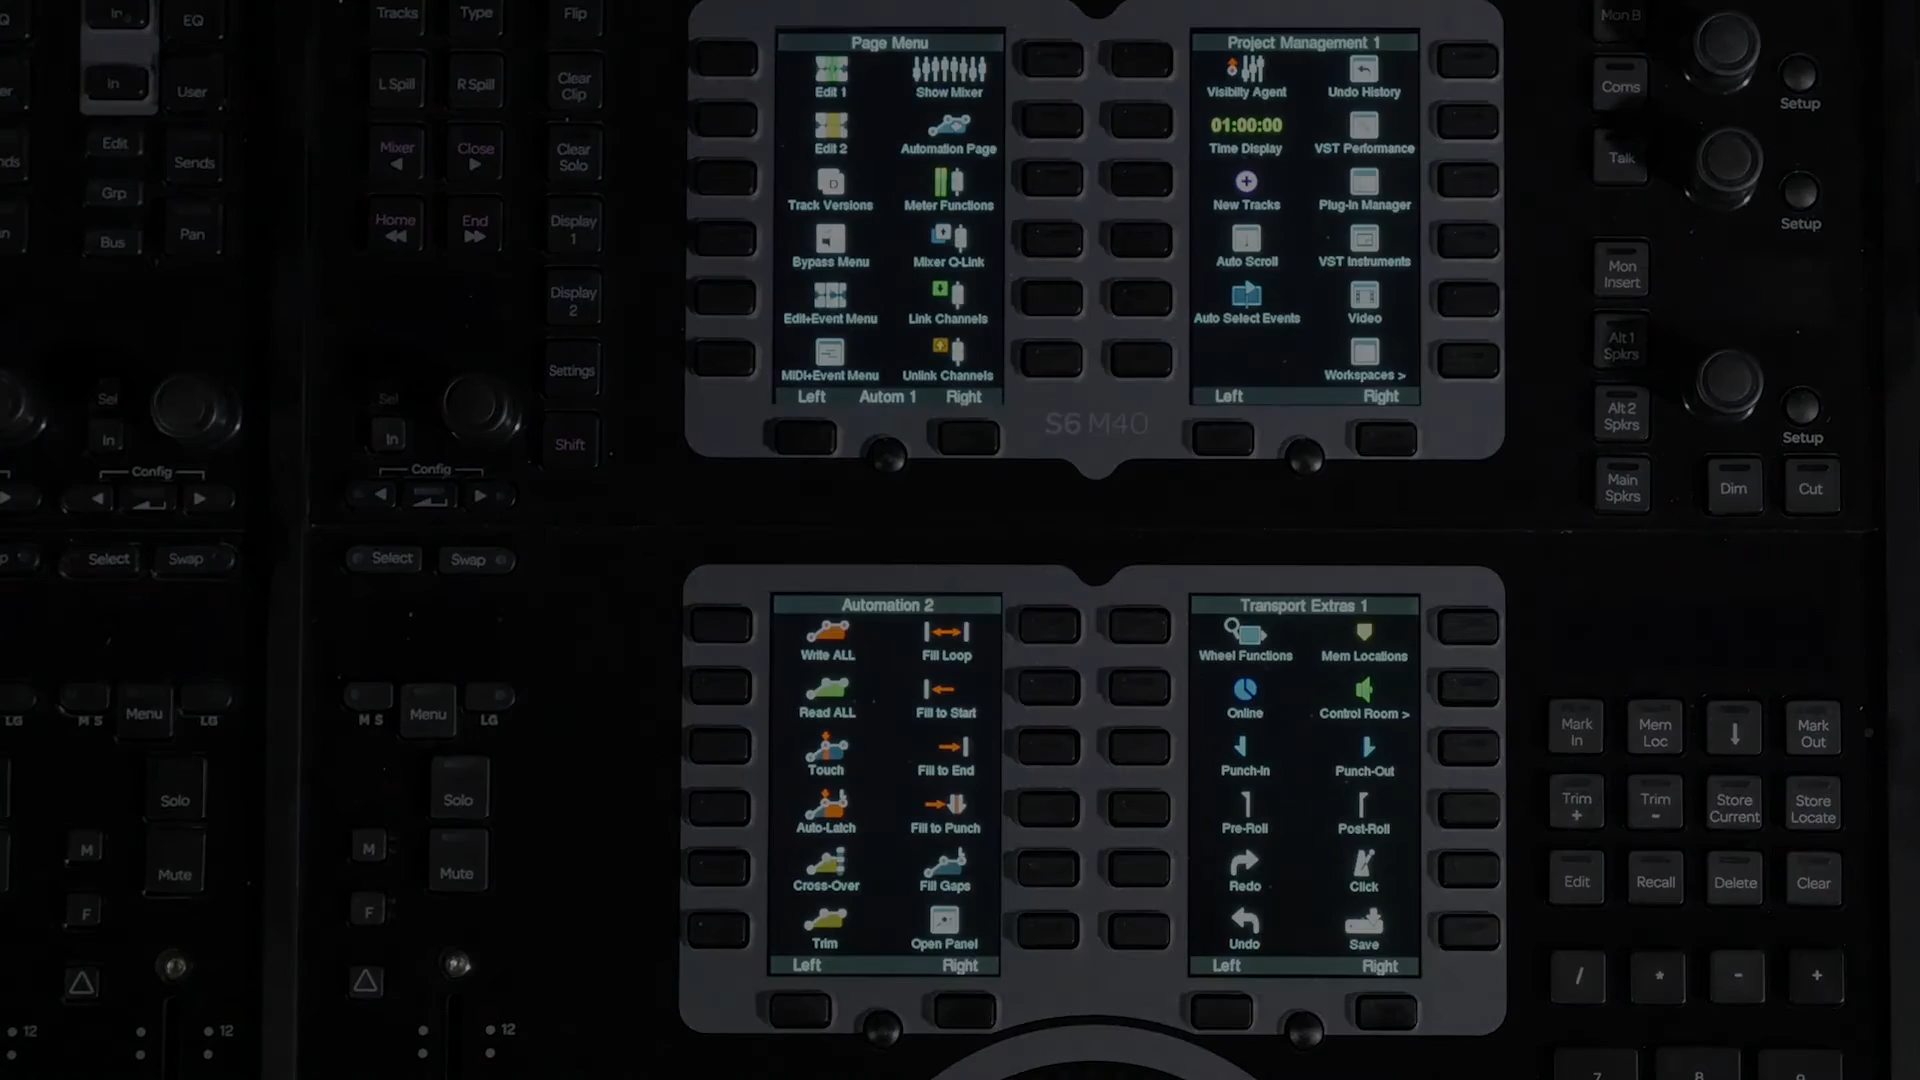 In
EQ
In
User
Edit
Sends
Grp
Bus
Pan
Tracks
Type
Flip
L Spill
R Spill
Clear
Clip
Mixer
Close
Clear
Solo
Home
End
Display
1
Display
2
Settings
Shift
Sel
In
Config
Sel
In
Config
Select
Swap
Select
Swap
Page Menu
Edit 1
Show Mixer
Edit 2
Automation Page
Track Versions
Meter Functions
Bypass Menu
Mixer Q-Link
Edit+Event Menu
Link Channels
MIDI+Event Menu
Unlink Channels
Left
Autom 1
Right
Project Management 1
Visibilty Agent
Undo History
01:00:00
Time Display
VST Performance
New Tracks
Plug-In Manager
Auto Scroll
VST Instruments
Auto Select Events
Video
Workspaces >
Left
Right
S6 M40
Mon B
Coms
Setup
Talk
Setup
Mon
Insert
Alt 1
Spkrs
Alt 2
Spkrs
Setup
Main
Spkrs
Dim
Cut
LG
M S
Menu
LG
M S
Menu
LG
Solo
M
Mute
F
Solo
M
Mute
F
12
12
12
Automation 2
Write ALL
Fill Loop
Read ALL
Fill to Start
Touch
Fill to End
Auto-Latch
Fill to Punch
Cross-Over
Fill Gaps
Trim
Open Panel
Left
Right
Transport Extras 1
Wheel Functions
Mem Locations
Online
Control Room >
Punch-In
Punch-Out
Pre-Roll
Post-Roll
Redo
Click
Undo
Save
Left
Right
Mark
In
Mem
Loc
Mark
Out
Trim
+
Trim
-
Store
Current
Store
Locate
Edit
Recall
Delete
Clear
/
*
-
+
7
8
9